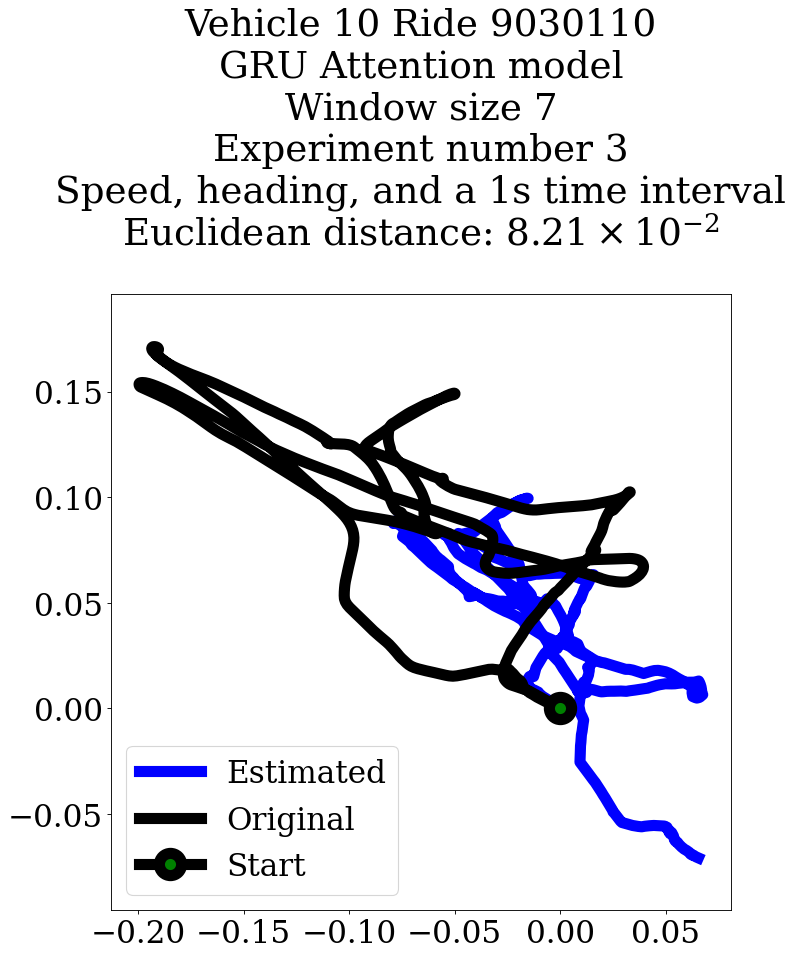 Vehicle 10 Ride 9030110
GRU Attention model
Window size 7
Experiment number 3
Speed, heading, and a 1s time interval
Euclidean distance: 8.21 × 10⁻²
0.15
0.10
0.05
0.00
−0.05
Estimated
Original
Start
−0.20 −0.15 −0.10 −0.05 0.00 0.05